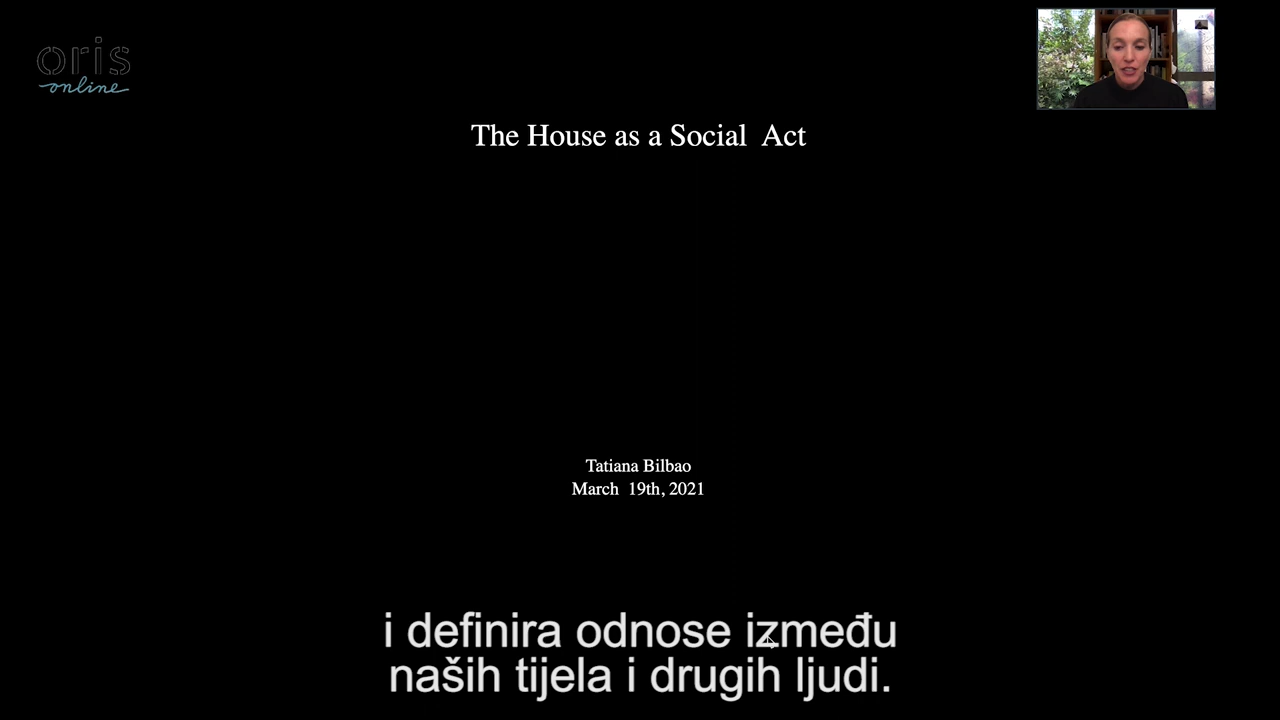 oris
online
The House as a Social Act
Tatiana Bilbao
March 19th, 2021
i definira odnose između
naših tijela i drugih ljudi.